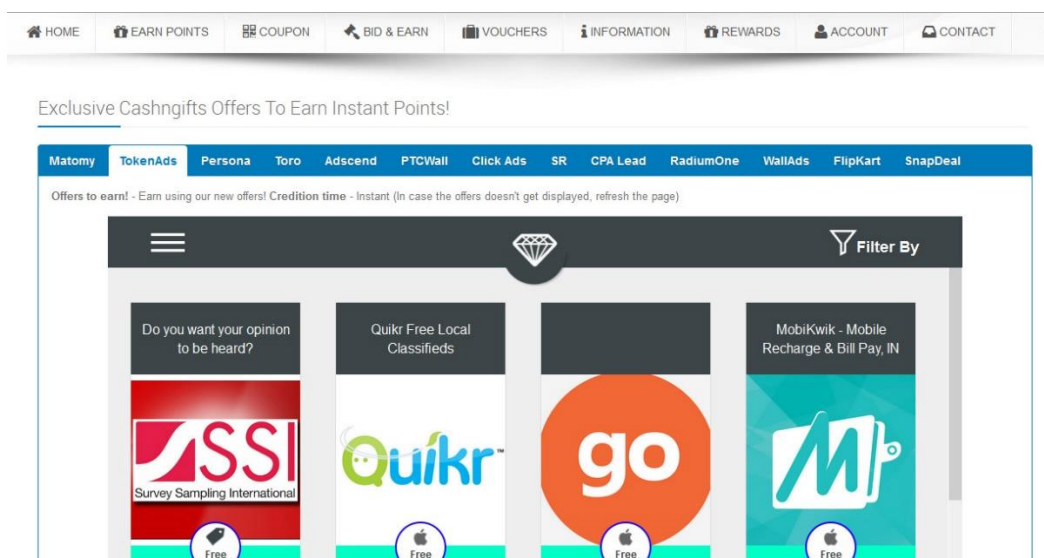 HOME EARN POINTS COUPON BID & EARN VOUCHERS INFORMATION REWARDS ACCOUNT CONTACT
Exclusive Cashngifts Offers To Earn Instant Points!
Matomy TokenAds Persona Toro Adscend PTCWall Click Ads SR CPA Lead RadiumOne WallAds FlipKart SnapDeal
Offers to earn! - Earn using our new offers! Credition time - Instant (In case the offers doesn't get displayed, refresh the page)
Filter By
Do you want your opinion
to be heard?
Quikr Free Local
Classifieds
MobiKwik - Mobile
Recharge & Bill Pay, IN
SSI
Survey Sampling International
Quikr™
go
M
Free Free Free Free